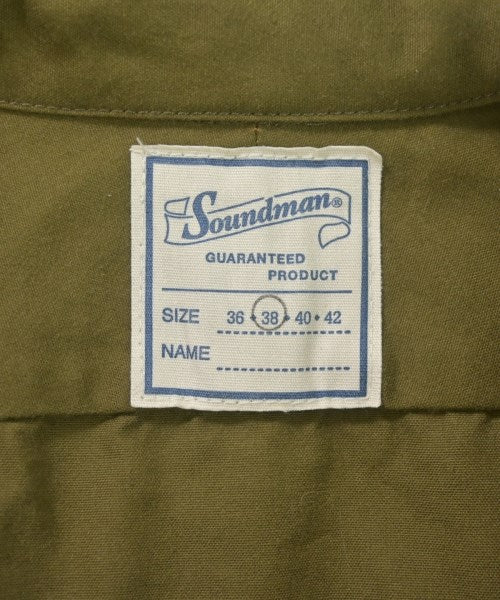 Soundman®
GUARANTEED
PRODUCT
SIZE 36・38・40・42
NAME